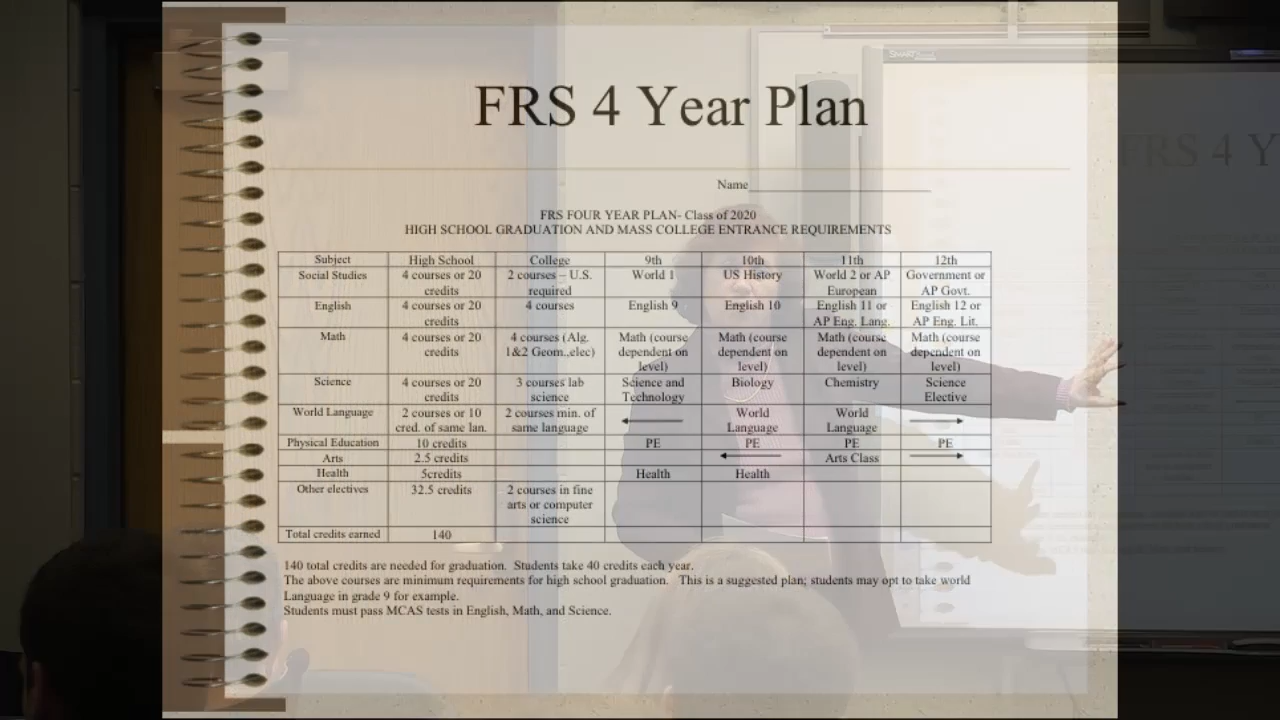 SMART
FRS 4 Year Plan
FRS 4 Y
Name
FRS FOUR YEAR PLAN- Class of 2020
HIGH SCHOOL GRADUATION AND MASS COLLEGE ENTRANCE REQUIREMENTS
Subject High School College 9th 10th 11th 12th
Social Studies 4 courses or 20 2 courses – U.S. World 1 US History World 2 or AP Government or
credits required European AP Govt.
English 4 courses or 20 4 courses English 9 English 10 English 11 or English 12 or
credits AP Eng. Lang. AP Eng. Lit.
Math 4 courses or 20 4 courses (Alg. Math (course Math (course Math (course Math (course
credits 1&2 Geom.,elec) dependent on dependent on dependent on dependent on
level) level) level) level)
Science 4 courses or 20 3 courses lab Science and Biology Chemistry Science
credits science Technology Elective
World Language 2 courses or 10 2 courses min. of World World
cred. of same lan. same language Language Language
Physical Education 10 credits PE PE PE PE
Arts 2.5 credits Arts Class
Health 5credits Health Health
Other electives 32.5 credits 2 courses in fine
arts or computer
science
Total credits earned 140
140 total credits are needed for graduation. Students take 40 credits each year.
The above courses are minimum requirements for high school graduation. This is a suggested plan; students may opt to take world
Language in grade 9 for example.
Students must pass MCAS tests in English, Math, and Science.